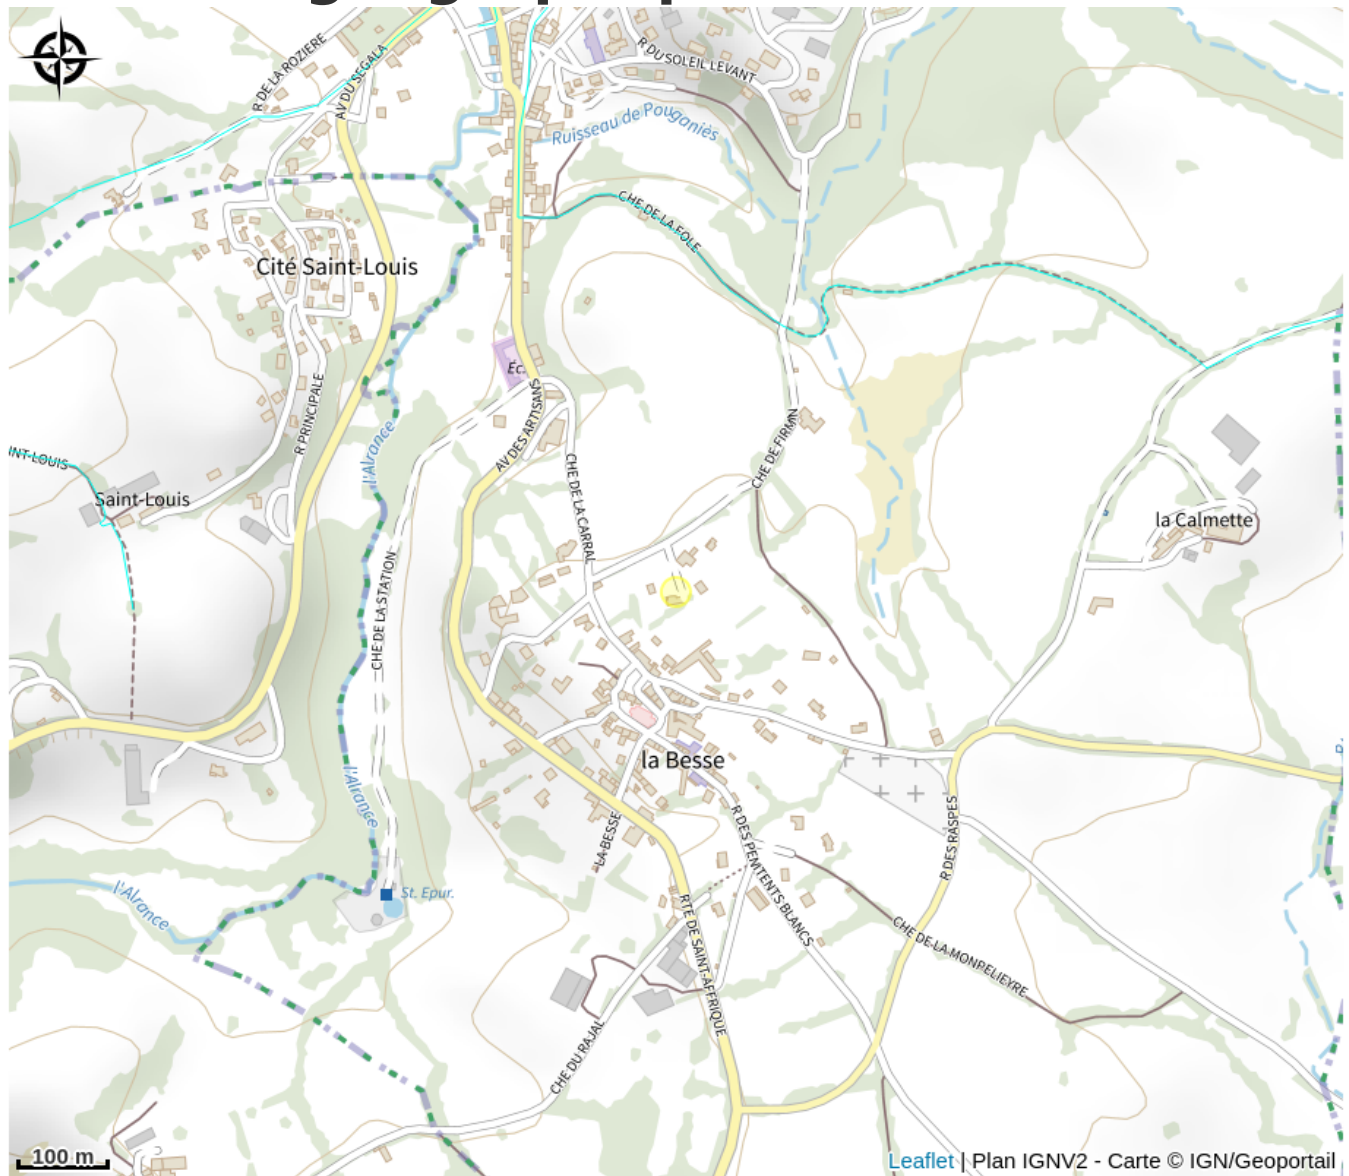 R DE LA ROZIERE
AV DU SEGALA
R DU SOLEIL LEVANT
Ruisseau de Pouganiès
CHE DE LA FOLE
Cité Saint-Louis
Éc.
R PRINCIPALE
AV DES ARTISANS
CHE DE FIRMIN
l'Alrance
INT-LOUIS
Saint-Louis
CHE DE LA CARRAL
la Calmette
CHE DE LA STATION
la Besse
l'Alrance
LA BESSE
R DES PENITENTS BLANCS
R DES RASPES
l'Alrance
St. Epur.
RTE DE SAINT-AFFRIQUE
CHE DE LA MONPELIEYRE
CHE DU RAJAL
100 m
Leaflet | Plan IGNV2 - Carte © IGN/Geoportail